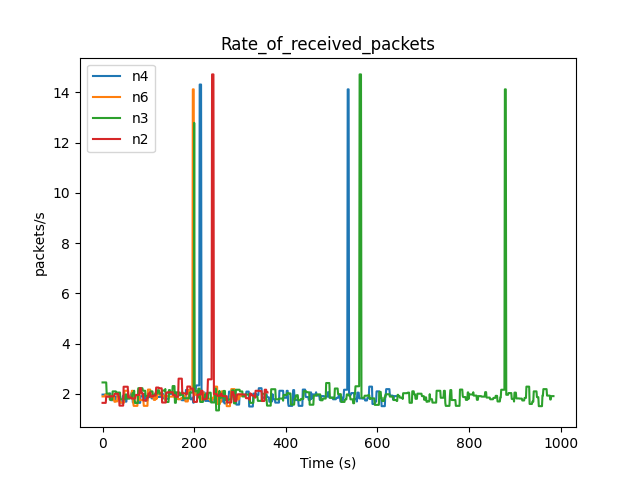 Rate_of_received_packets
n4
n6
n3
n2
packets/s
14
12
10
8
6
4
2
0 200 400 600 800 1000
Time (s)